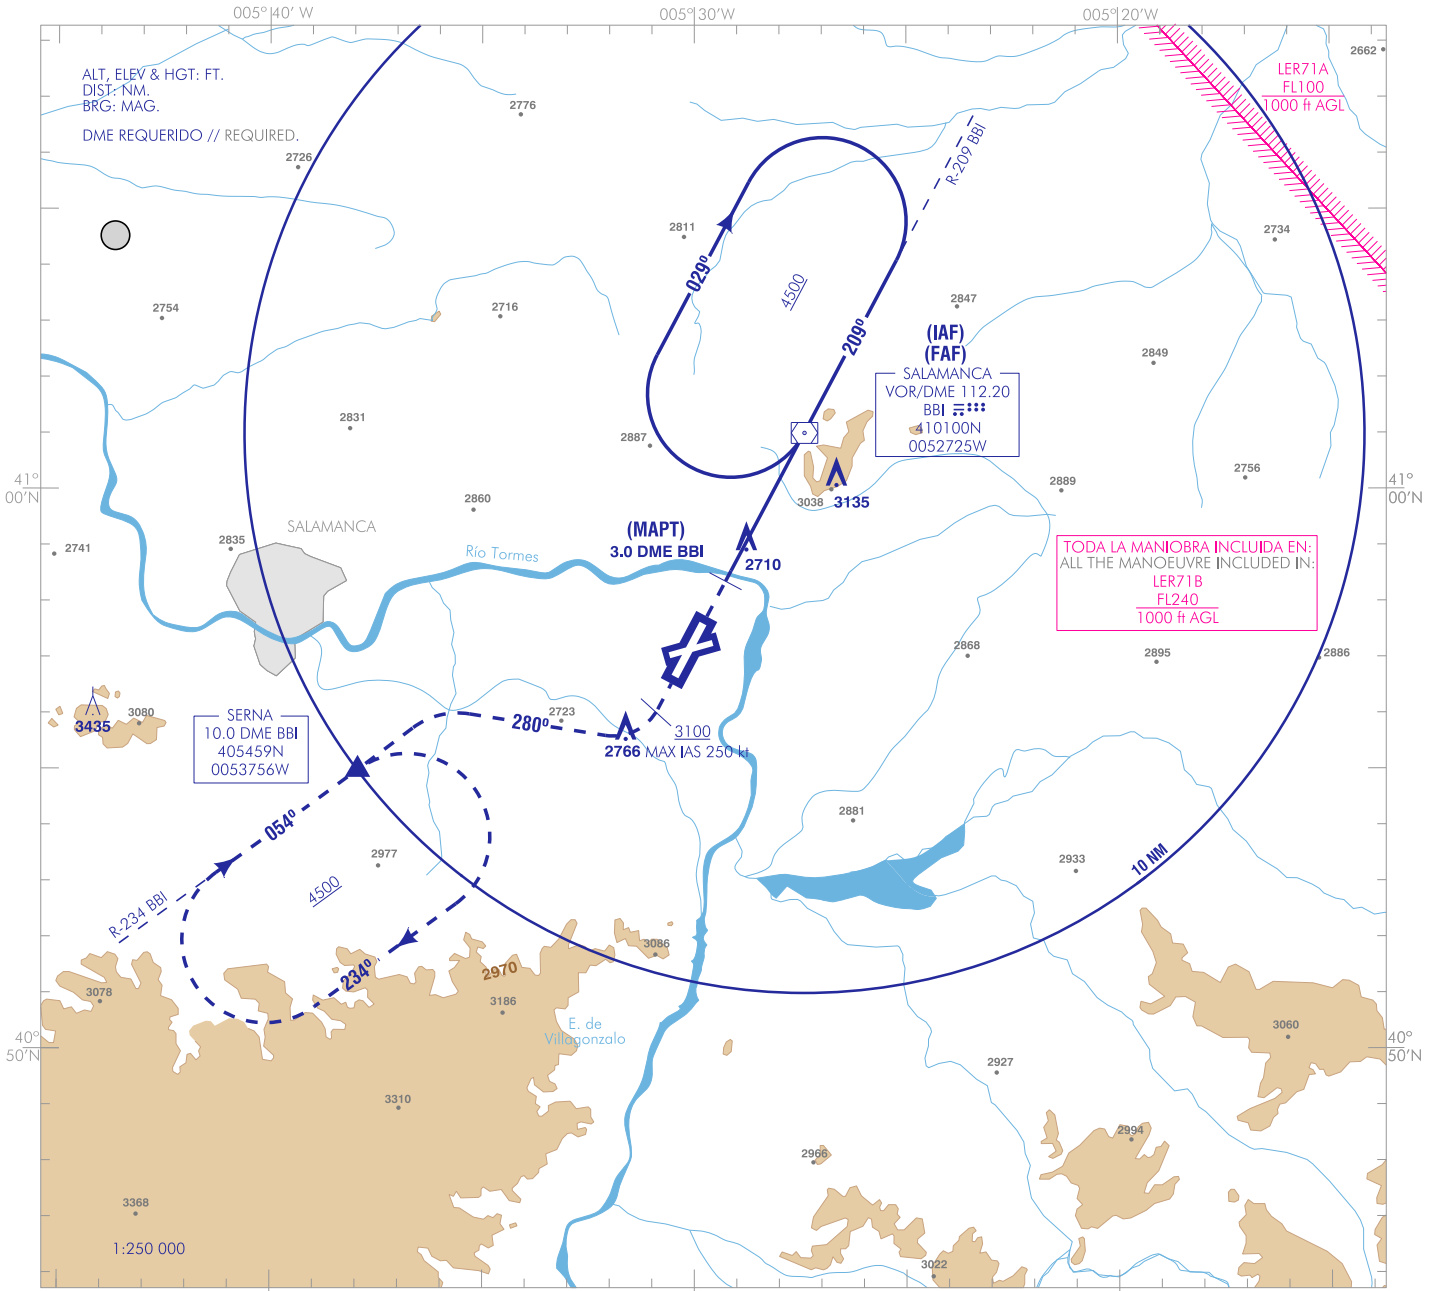 005° 40' W
005° 30' W
005° 20' W
ALT, ELEV & HGT: FT.
DIST: NM.
BRG: MAG.
DME REQUERIDO // REQUIRED.
2662
LER71A
FL100
1000 ft AGL
2776
2726
R-209 BBI
2811
2734
029º
4500
2754
2716
2847
209º
(IAF)
(FAF)
SALAMANCA
VOR/DME 112.20
BBI
410100N
0052725W
2849
2831
2887
2756
41°
00'N
41°
00'N
2889
3038
3135
2860
SALAMANCA
2835
2741
(MAPT)
3.0 DME BBI
Río Tormes
2710
TODA LA MANIOBRA INCLUIDA EN:
ALL THE MANOEUVRE INCLUDED IN:
LER71B
FL240
1000 ft AGL
2868
2895
2886
3435
3080
SERNA
10.0 DME BBI
405459N
0053756W
280º
2723
3100
2766 MAX IAS 250 kt
054º
2881
2977
4500
2933
10 NM
R-234 BBI
234º
2970
3086
3078
3186
E. de
Villagonzalo
3060
40°
50'N
40°
50'N
2927
3310
2994
2966
3368
1:250 000
3022